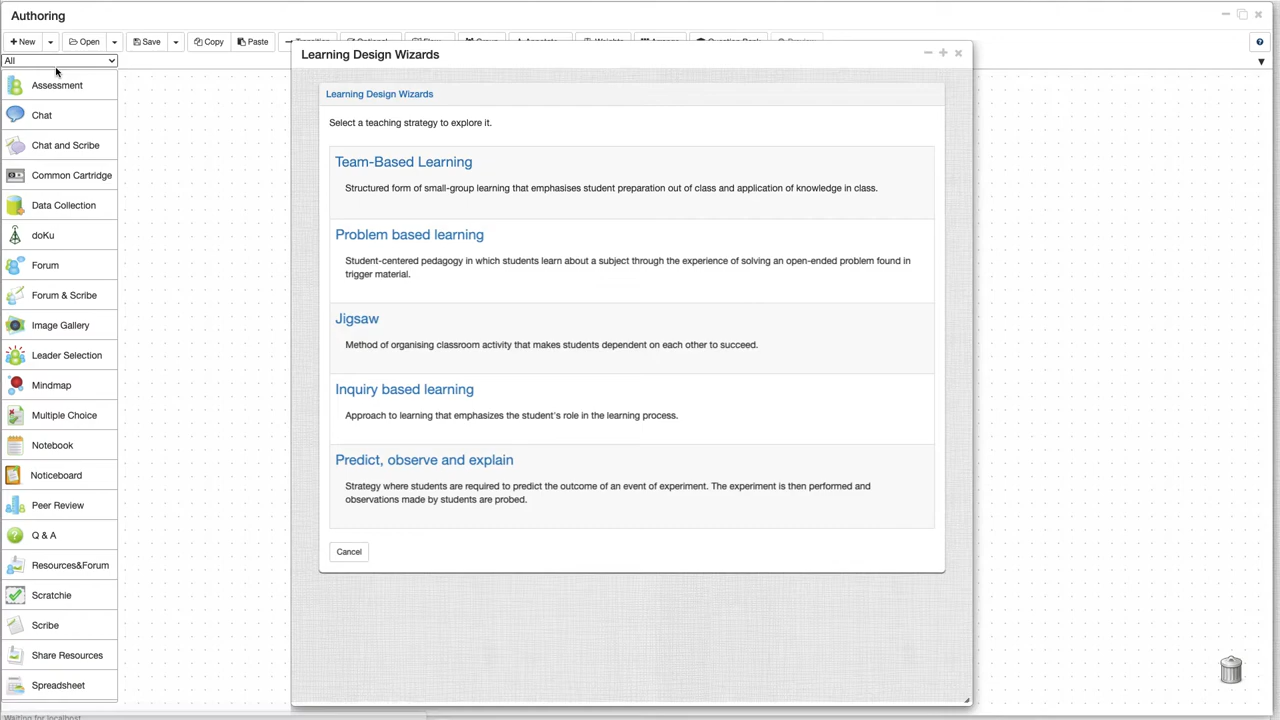 Authoring
New
Open
Save
Copy
Paste
Learning Design Wizards
All
Assessment
Chat
Chat and Scribe
Common Cartridge
Data Collection
doKu
Forum
Forum & Scribe
Image Gallery
Leader Selection
Mindmap
Multiple Choice
Notebook
Noticeboard
Peer Review
Q & A
Resources&Forum
Scratchie
Scribe
Share Resources
Spreadsheet
Learning Design Wizards
Select a teaching strategy to explore it.
Team-Based Learning
Structured form of small-group learning that emphasises student preparation out of class and application of knowledge in class.
Problem based learning
Student-centered pedagogy in which students learn about a subject through the experience of solving an open-ended problem found in
trigger material.
Jigsaw
Method of organising classroom activity that makes students dependent on each other to succeed.
Inquiry based learning
Approach to learning that emphasizes the student's role in the learning process.
Predict, observe and explain
Strategy where students are required to predict the outcome of an event of experiment. The experiment is then performed and
observations made by students are probed.
Cancel